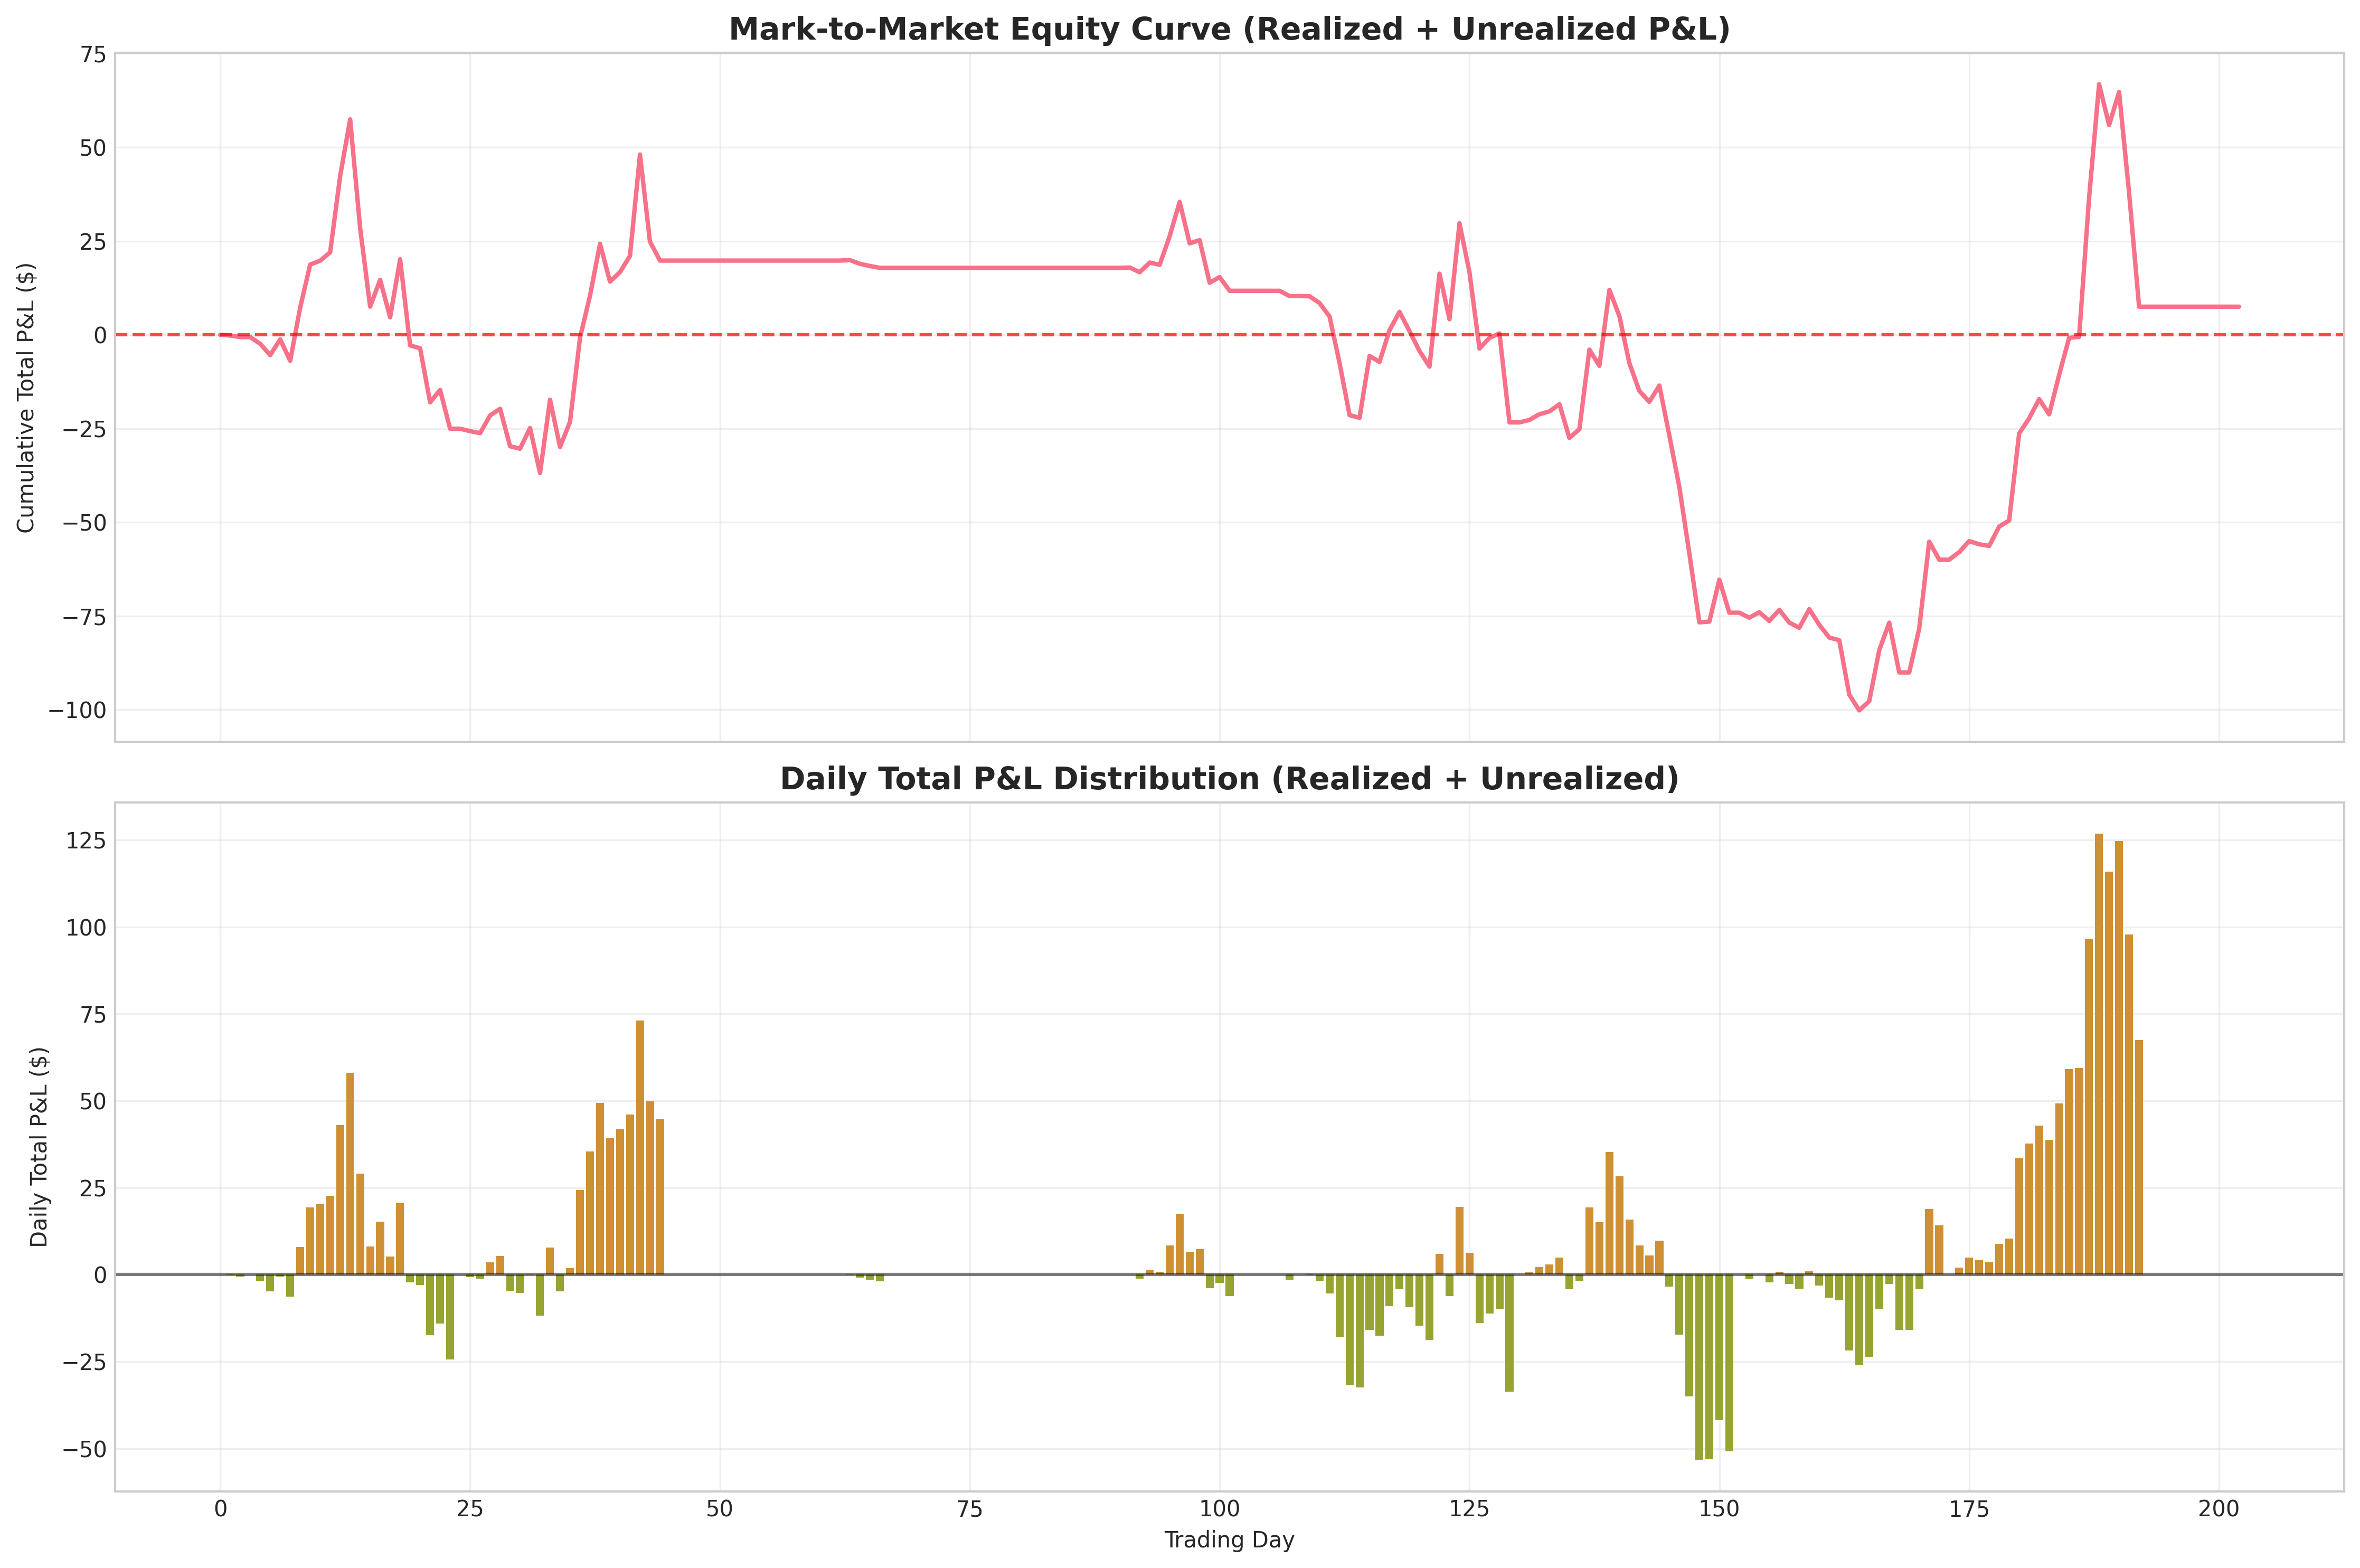 Mark-to-Market Equity Curve (Realized + Unrealized P&L)
75
50
25
0
−25
−50
−75
−100
Cumulative Total P&L ($)
Daily Total P&L Distribution (Realized + Unrealized)
125
100
75
50
25
0
−25
−50
Daily Total P&L ($)
0 25 50 75 100 125 150 175 200
Trading Day